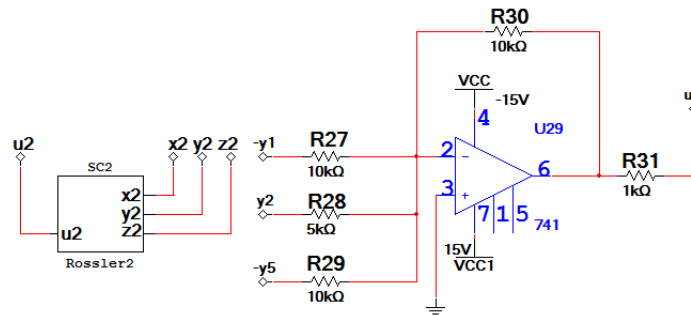 R30
10kΩ
VCC
-15V
4
U29
u2
x2 y2 z2
SC2
x2
y2
z2
u2
Rossler2
-y1
R27
10kΩ
2
-
6
R31
1kΩ
u
y2
R28
5kΩ
3
+
7 1 5
741
15V
VCC1
-y5
R29
10kΩ